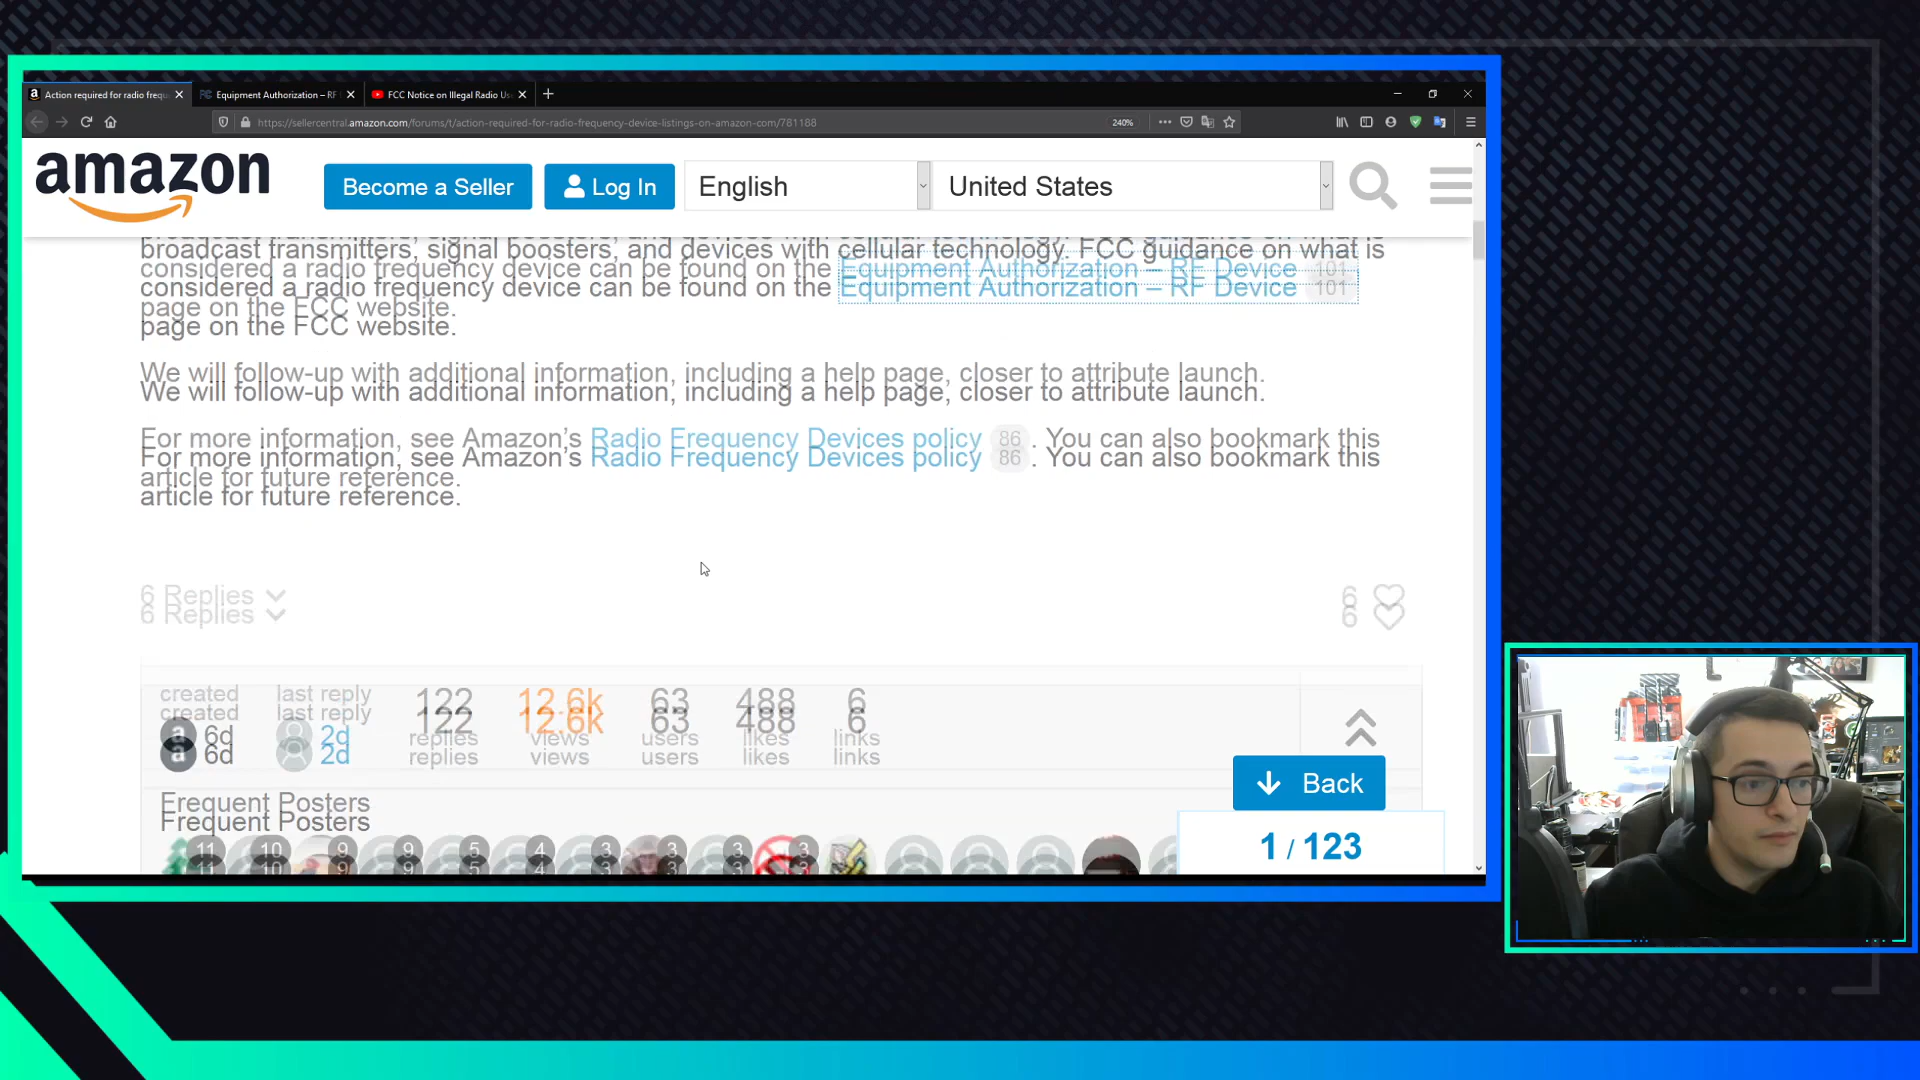 Action required for radio frequ
Equipment Authorization – RF
FCC Notice on Illegal Radio Us
https://sellercentral.amazon.com/forums/t/action-required-for-radio-frequency-device-listings-on-amazon-com/781188
240%
amazon
Become a Seller
Log In
English
United States
broadcast transmitters, signal boosters, and devices with cellular technology. FCC guidance on what is
considered a radio frequency device can be found on the Equipment Authorization – RF Device 101
page on the FCC website.
We will follow-up with additional information, including a help page, closer to attribute launch.
For more information, see Amazon's Radio Frequency Devices policy 86. You can also bookmark this
article for future reference.
6 Replies
6
created
last reply
122
12.6k
63
488
6
a 6d
2d
replies
views
users
likes
links
Back
Frequent Posters
11 10 9 9 5 4 3 3 3 3
1 / 123